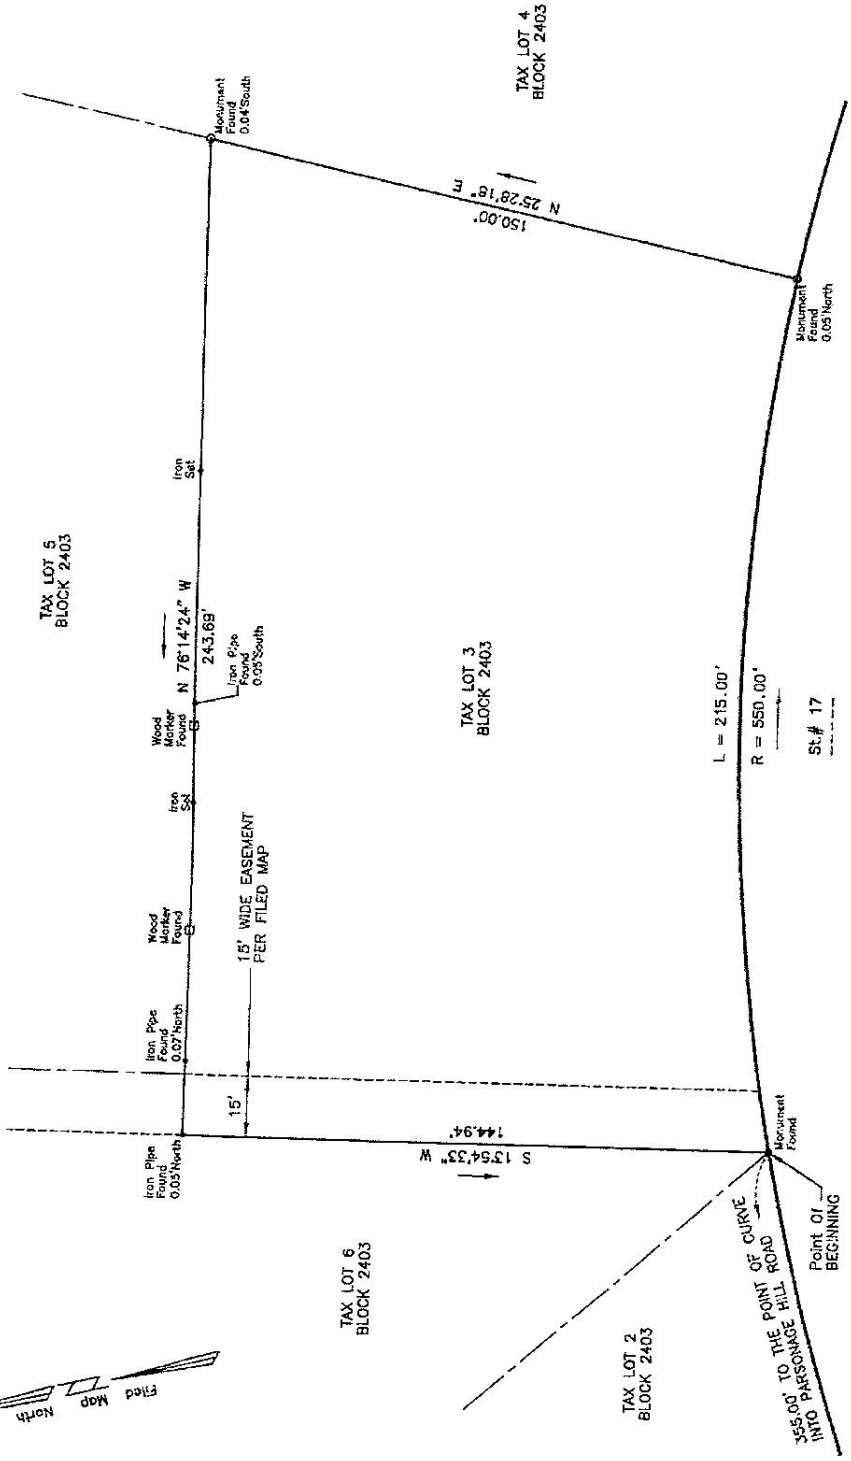 TAX LOT 4
BLOCK 2403
Monument
Found
0.04'South
N 25°28'18" E
150.00'
Monument
Found
0.05'North
Iron
Set
TAX LOT 5
BLOCK 2403
N 76°14'24" W
243.69'
Iron Pipe
Found
0.05'South
Wood
Marker
Found
Iron
Set
Wood
Marker
Found
Iron Pipe
Found
0.07'North
15' WIDE EASEMENT
PER FILED MAP
15'
Iron Pipe
Found
0.05'North
TAX LOT 3
BLOCK 2403
L = 215.00'
R = 550.00'
St.# 17
S 13°54'33" W
144.94'
Monument
Found
Point Of
BEGINNING
355.00' TO THE POINT OF CURVE
INTO PARSONAGE HILL ROAD
TAX LOT 6
BLOCK 2403
TAX LOT 2
BLOCK 2403
Filed
Map
North